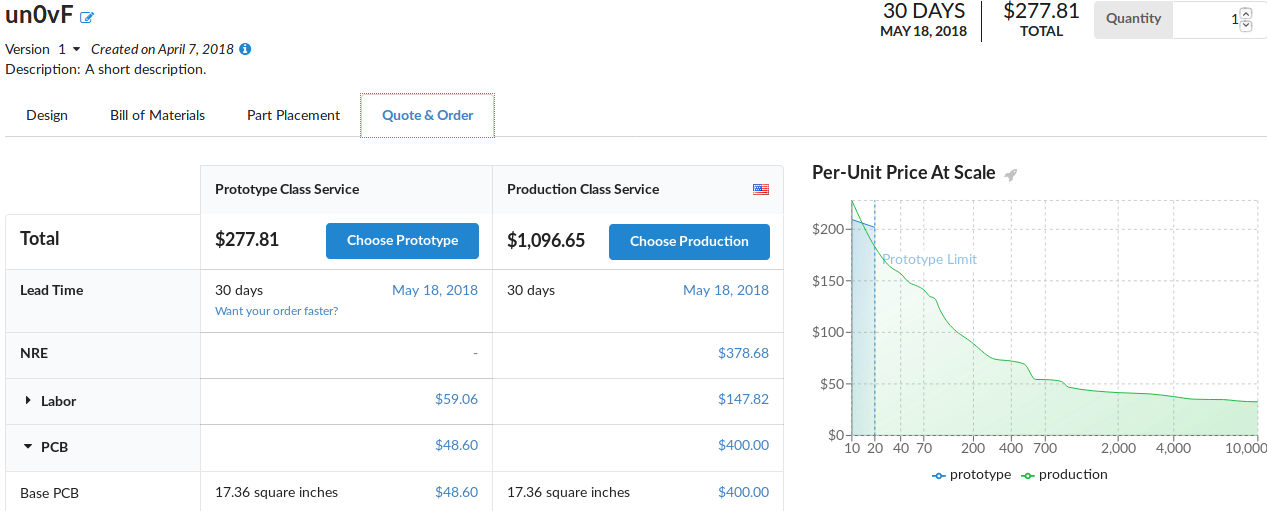 un0vF
30 DAYS
MAY 18, 2018
$277.81
TOTAL
Quantity
1
Version 1 Created on April 7, 2018
Description: A short description.
Design Bill of Materials Part Placement Quote & Order
Prototype Class Service Production Class Service
Total $277.81 Choose Prototype $1,096.65 Choose Production
Lead Time 30 days May 18, 2018 30 days May 18, 2018
Want your order faster?
NRE - $378.68
Labor $59.06 $147.82
PCB $48.60 $400.00
Base PCB 17.36 square inches $48.60 17.36 square inches $400.00
Per-Unit Price At Scale
$200
Prototype Limit
$150
$100
$50
$0
10 20 40 70 200 400 700 2,000 4,000 10,000
prototype production